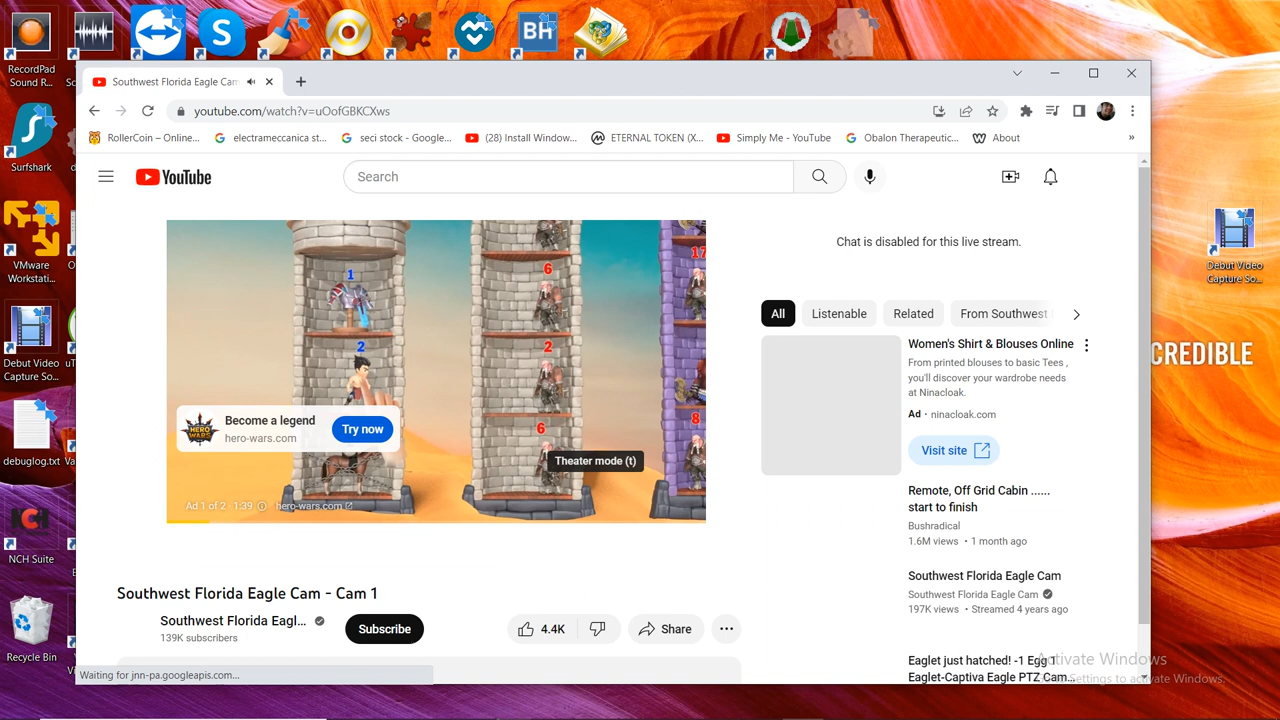 RecordPad
Sound R...
Sc
S
BH
Surfshark
d
VMware
Workstati...
O
Debut Video
Capture So...
uT
debuglog.txt
Va
NCH
NCH Suite
E
Recycle Bin
Vi
Southwest Florida Eagle Cam
youtube.com/watch?v=uOofGBKCXws
RollerCoin – Online...
electrameccanica st...
seci stock - Google...
(28) Install Window...
ETERNAL TOKEN (X...
Simply Me - YouTube
Obalon Therapeutic...
About
»
YouTube
Search
1
2
6
2
6
17
8
HERO
WARS
Become a legend
hero-wars.com
Try now
Theater mode (t)
Ad 1 of 2 · 1:39
hero-wars.com
Southwest Florida Eagle Cam - Cam 1
Southwest Florida Eagl...
139K subscribers
Subscribe
4.4K
Share
Waiting for jnn-pa.googleapis.com...
Chat is disabled for this live stream.
All
Listenable
Related
From Southwest
Women's Shirt & Blouses Online
From printed blouses to basic Tees ,
you'll discover your wardrobe needs
at Ninacloak.
Ad · ninacloak.com
Visit site
Remote, Off Grid Cabin ......
start to finish
Bushradical
1.6M views • 1 month ago
Southwest Florida Eagle Cam
Southwest Florida Eagle Cam
197K views • Streamed 4 years ago
Eaglet just hatched! -1 Egg 1
Eaglet-Captiva Eagle PTZ Cam...
Activate Windows
Settings to activate Windows.
Debut Video
Capture So...
CREDIBLE